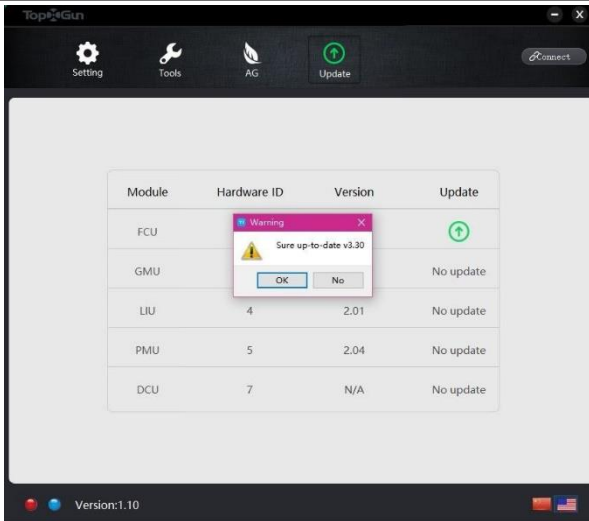 TopXGun
Connect
Setting Tools AG Update
Module Hardware ID Version Update
FCU
Warning
Sure up-to-date v3.30
OK No
GMU No update
LIU 4 2.01 No update
PMU 5 2.04 No update
DCU 7 N/A No update
Version:1.10